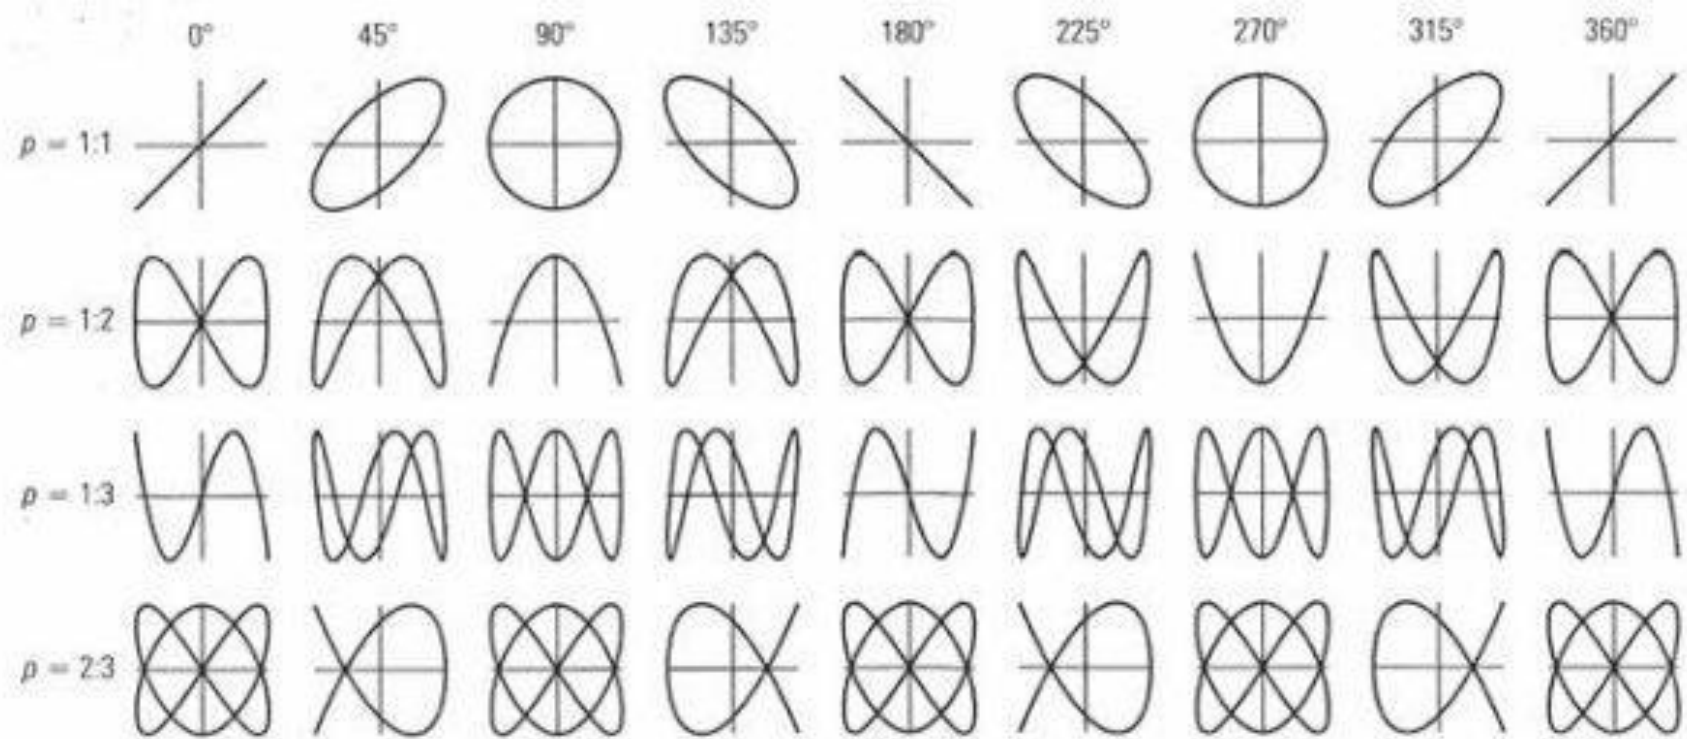 0° 45° 90° 135° 180° 225° 270° 315° 360°
p = 1:1
p = 1:2
p = 1:3
p = 2:3